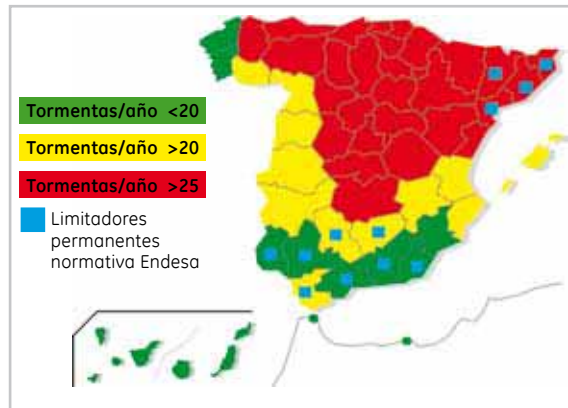 Tormentas/año <20
Tormentas/año >20
Tormentas/año >25
Limitadores
permanentes
normativa Endesa